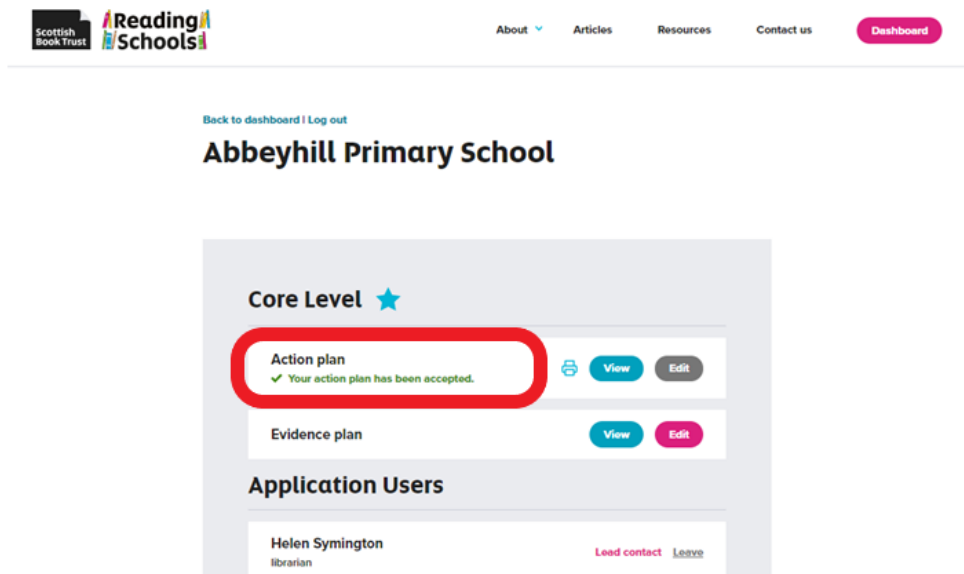 Scottish
Book Trust
Reading
Schools
About Articles Resources Contact us Dashboard
Back to dashboard | Log out
Abbeyhill Primary School
Core Level
Action plan
Your action plan has been accepted.
View Edit
Evidence plan
View Edit
Application Users
Helen Symington
librarian
Lead contact Leave